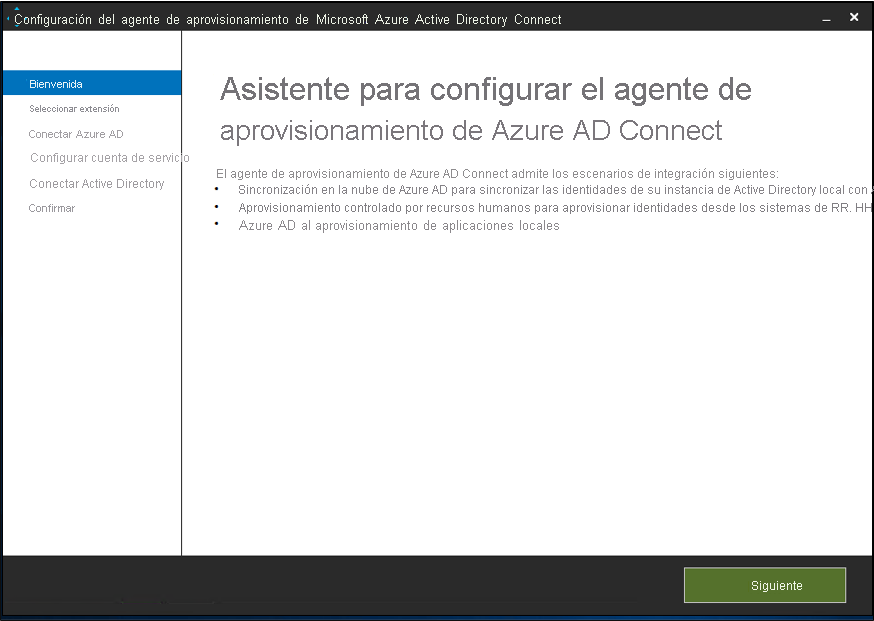 Configuración del agente de aprovisionamiento de Microsoft Azure Active Directory Connect
Bienvenida
Seleccionar extensión
Conectar Azure AD
Configurar cuenta de servicio
Conectar Active Directory
Confirmar
Asistente para configurar el agente de
aprovisionamiento de Azure AD Connect
El agente de aprovisionamiento de Azure AD Connect admite los escenarios de integración siguientes:
• Sincronización en la nube de Azure AD para sincronizar las identidades de su instancia de Active Directory local con
• Aprovisionamiento controlado por recursos humanos para aprovisionar identidades desde los sistemas de RR. HH
• Azure AD al aprovisionamiento de aplicaciones locales
Siguiente